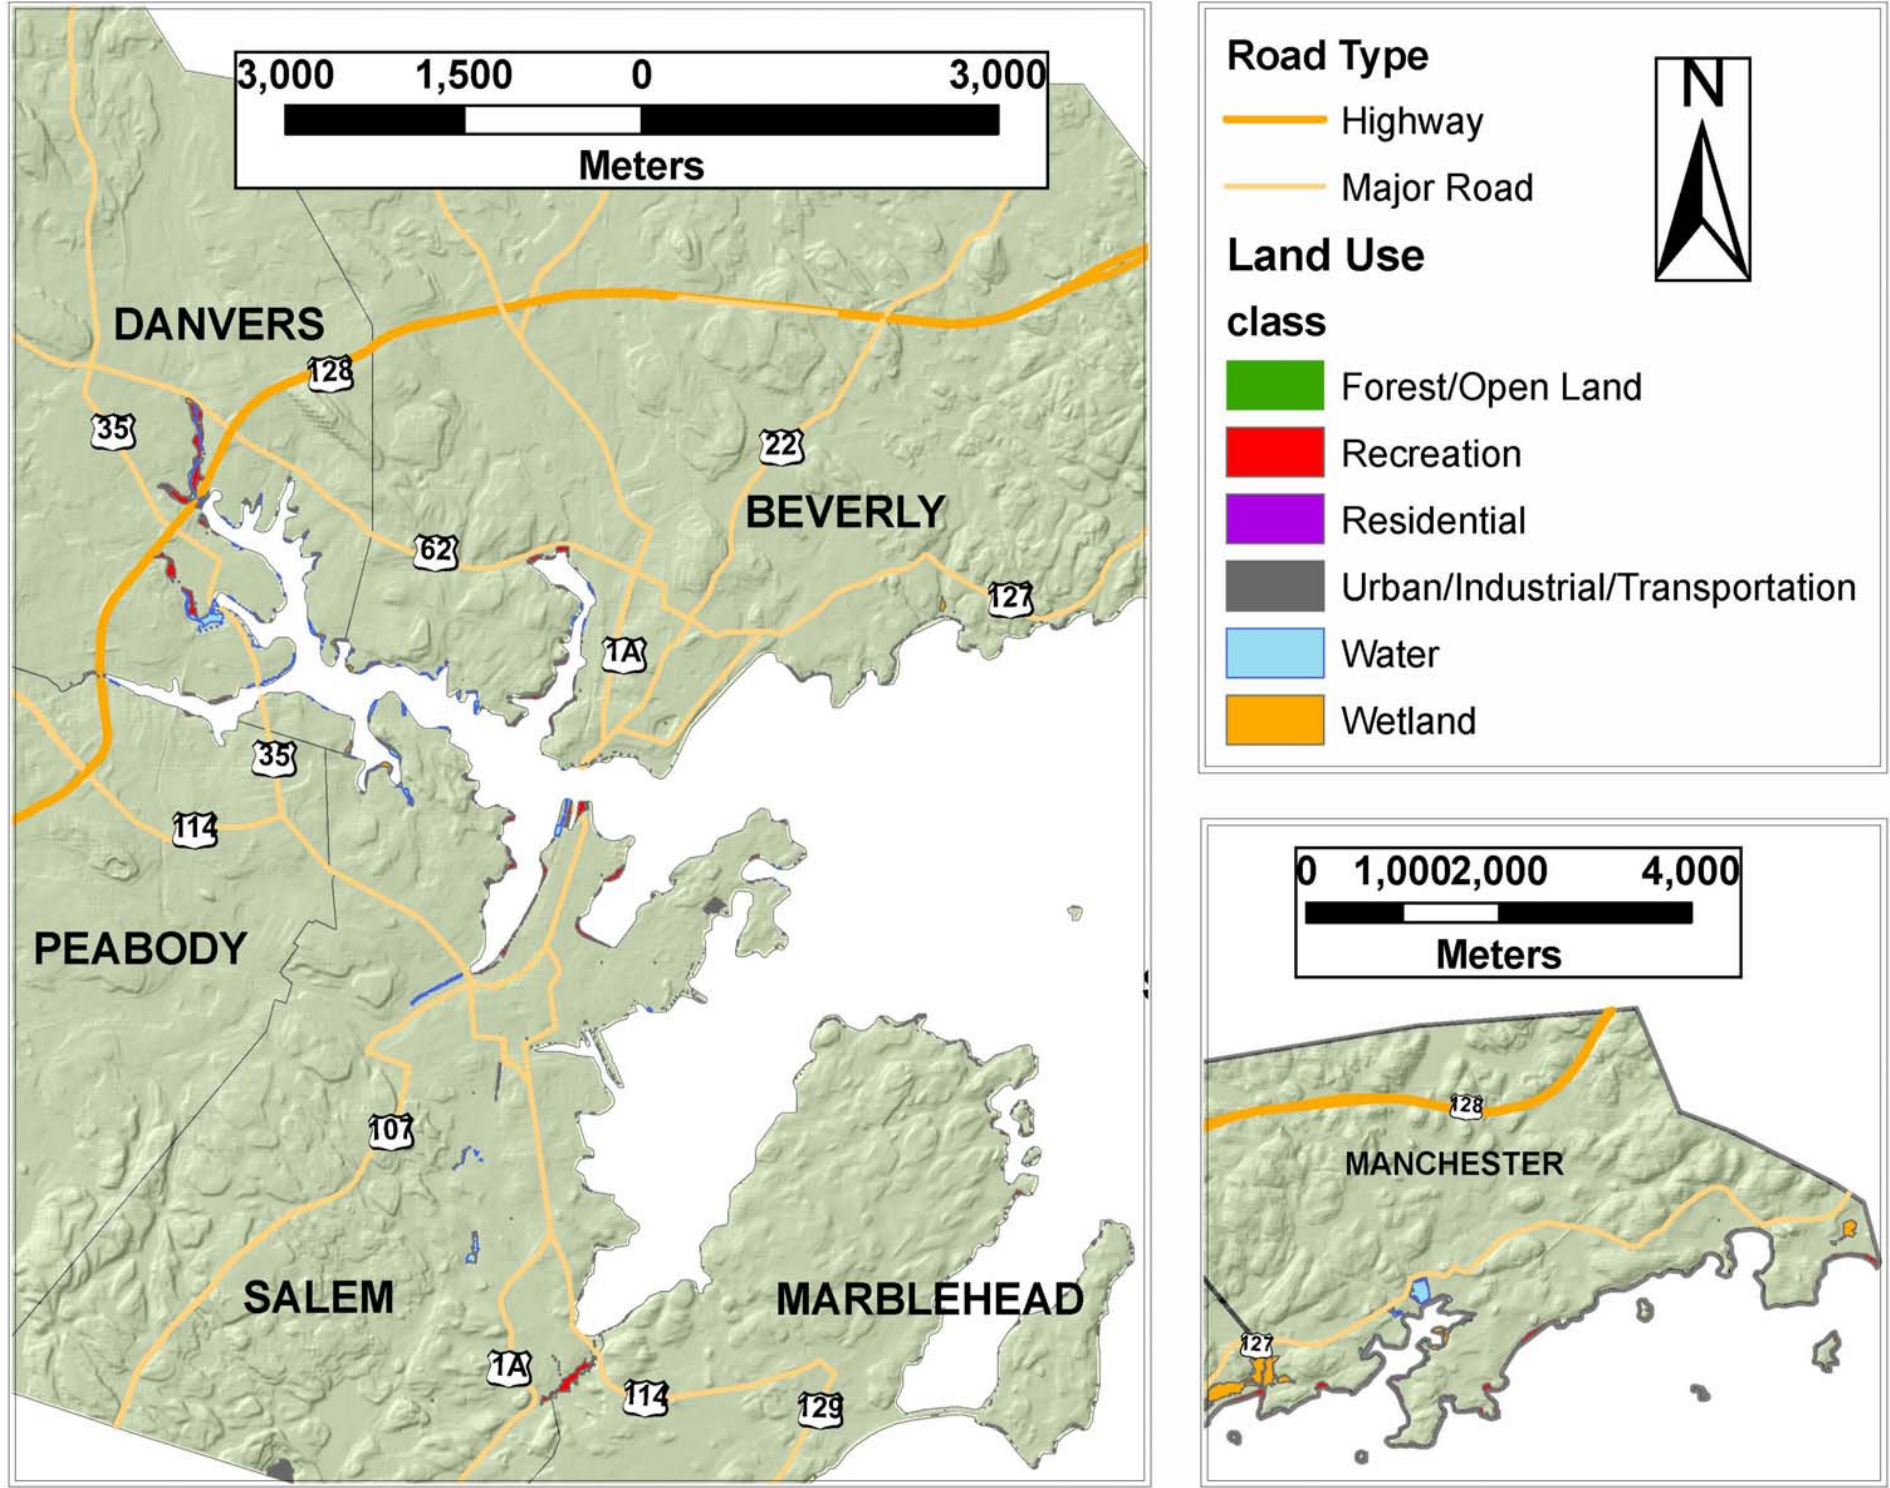 3,000 1,500 0 3,000
Meters
DANVERS
128
35
22
BEVERLY
62
127
1A
35
114
PEABODY
107
SALEM
MARBLEHEAD
1A
114
129
Road Type
N
Highway
Major Road
Land Use
class
Forest/Open Land
Recreation
Residential
Urban/Industrial/Transportation
Water
Wetland
0 1,000 2,000 4,000
Meters
128
MANCHESTER
127